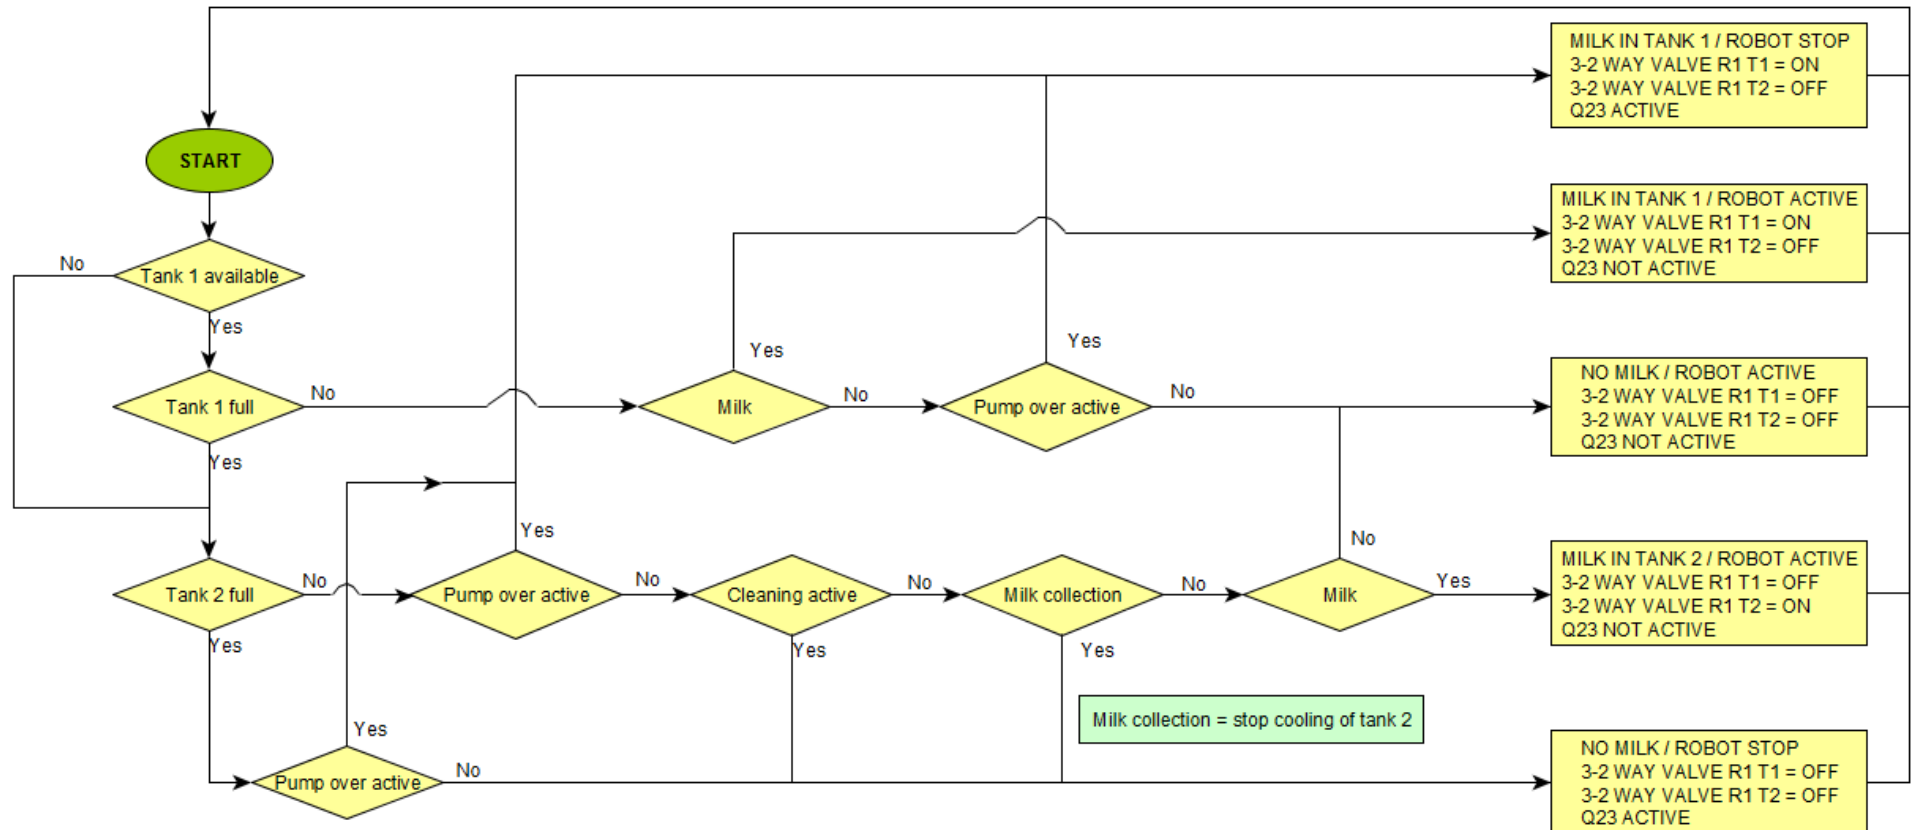 MILK IN TANK 1 / ROBOT STOP
3-2 WAY VALVE R1 T1 = ON
3-2 WAY VALVE R1 T2 = OFF
Q23 ACTIVE
START
MILK IN TANK 1 / ROBOT ACTIVE
3-2 WAY VALVE R1 T1 = ON
3-2 WAY VALVE R1 T2 = OFF
Q23 NOT ACTIVE
No
Tank 1 available
Yes
Yes
Yes
NO MILK / ROBOT ACTIVE
3-2 WAY VALVE R1 T1 = OFF
3-2 WAY VALVE R1 T2 = OFF
Q23 NOT ACTIVE
Tank 1 full
No
Milk
No
Pump over active
No
Yes
Yes
No
MILK IN TANK 2 / ROBOT ACTIVE
3-2 WAY VALVE R1 T1 = OFF
3-2 WAY VALVE R1 T2 = ON
Q23 NOT ACTIVE
Tank 2 full
No
Pump over active
No
Cleaning active
No
Milk collection
No
Milk
Yes
Yes
Yes
Yes
Milk collection = stop cooling of tank 2
Yes
Pump over active
No
NO MILK / ROBOT STOP
3-2 WAY VALVE R1 T1 = OFF
3-2 WAY VALVE R1 T2 = OFF
Q23 ACTIVE